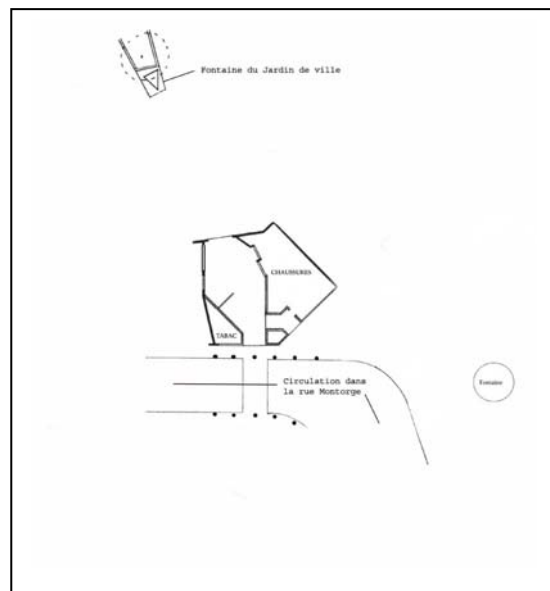 Fontaine du Jardin de ville
CHAUSSURES
TABAC
Circulation dans
la rue Montorge
Fontaine